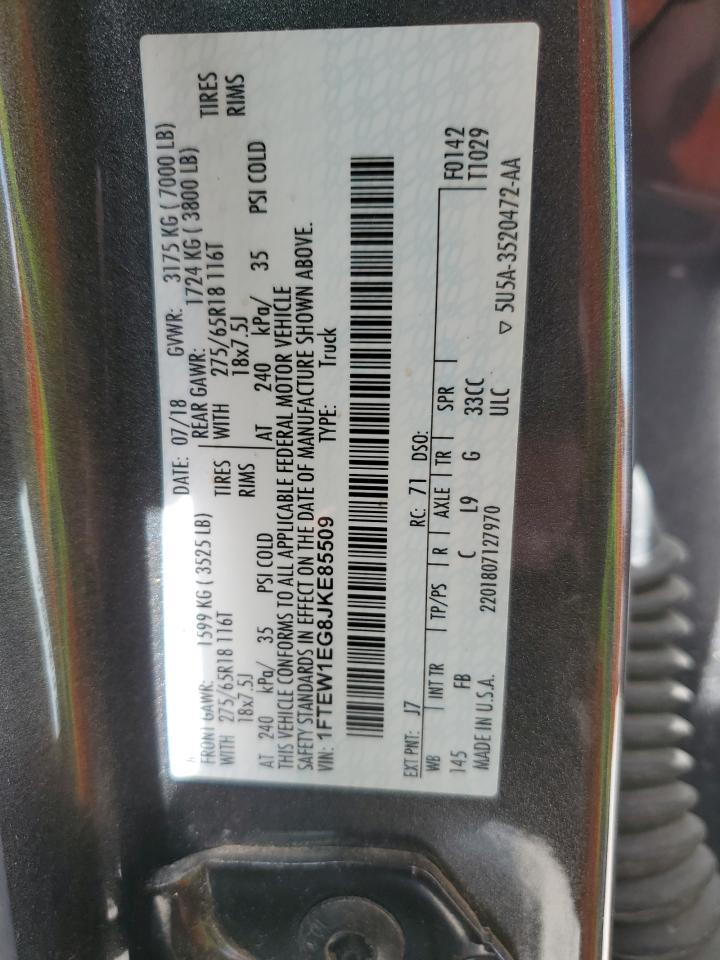 DATE: 07/18 GVWR: 3175 KG ( 7000 LB)
FRONT GAWR: 1599 KG ( 3525 LB) REAR GAWR: 1724 KG ( 3800 LB)
WITH 275/65R18 116T TIRES WITH 275/65R18 116T TIRES
18x7.5J RIMS 18x7.5J RIMS
AT 240 kPa/ 35 PSI COLD AT 240 kPa/ 35 PSI COLD
THIS VEHICLE CONFORMS TO ALL APPLICABLE FEDERAL MOTOR VEHICLE
SAFETY STANDARDS IN EFFECT ON THE DATE OF MANUFACTURE SHOWN ABOVE.
VIN: 1FTEW1EG8JKE85509 TYPE: Truck
EXT PNT: J7 RC: 71 DSO:
WB INT TR TP/PS R AXLE TR SPR F0142
145 FB C L9 G 33CC T1029
MADE IN U.S.A. 2201807127970 ULC ▽ 5U5A-3520472-AA